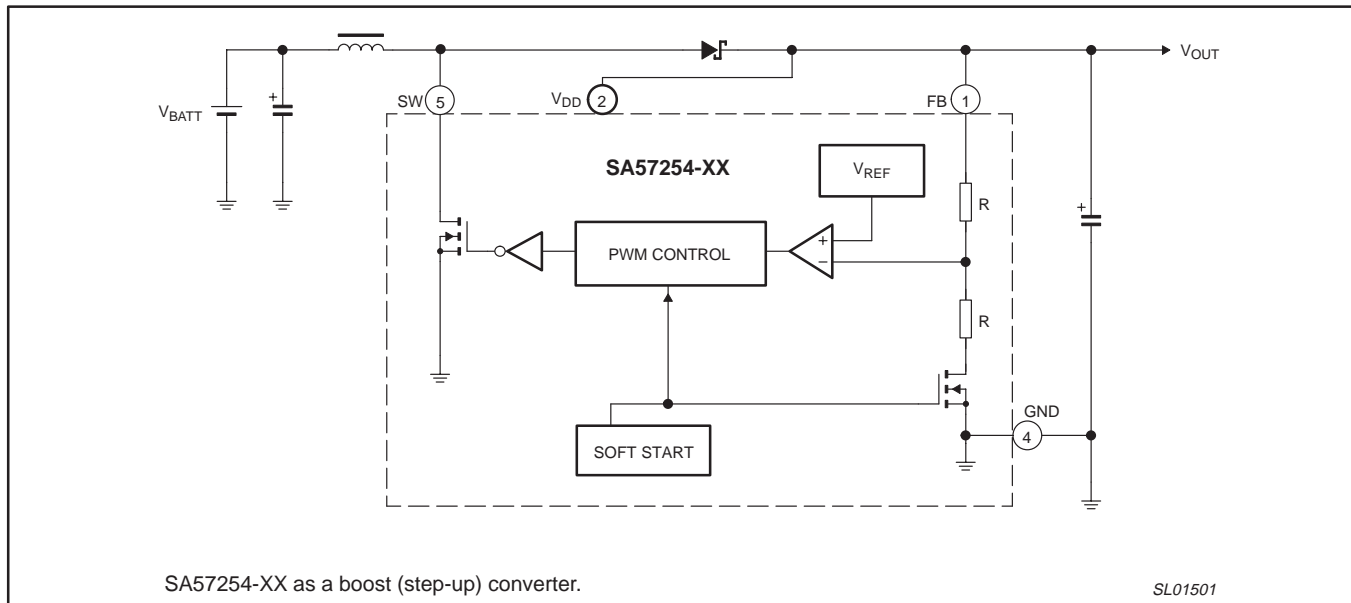 VOUT
VBATT
+
SW 5
VDD 2
FB 1
+
SA57254-XX
VREF
R
PWM CONTROL
+
−
R
GND
4
SOFT START
SA57254-XX as a boost (step-up) converter.
SL01501